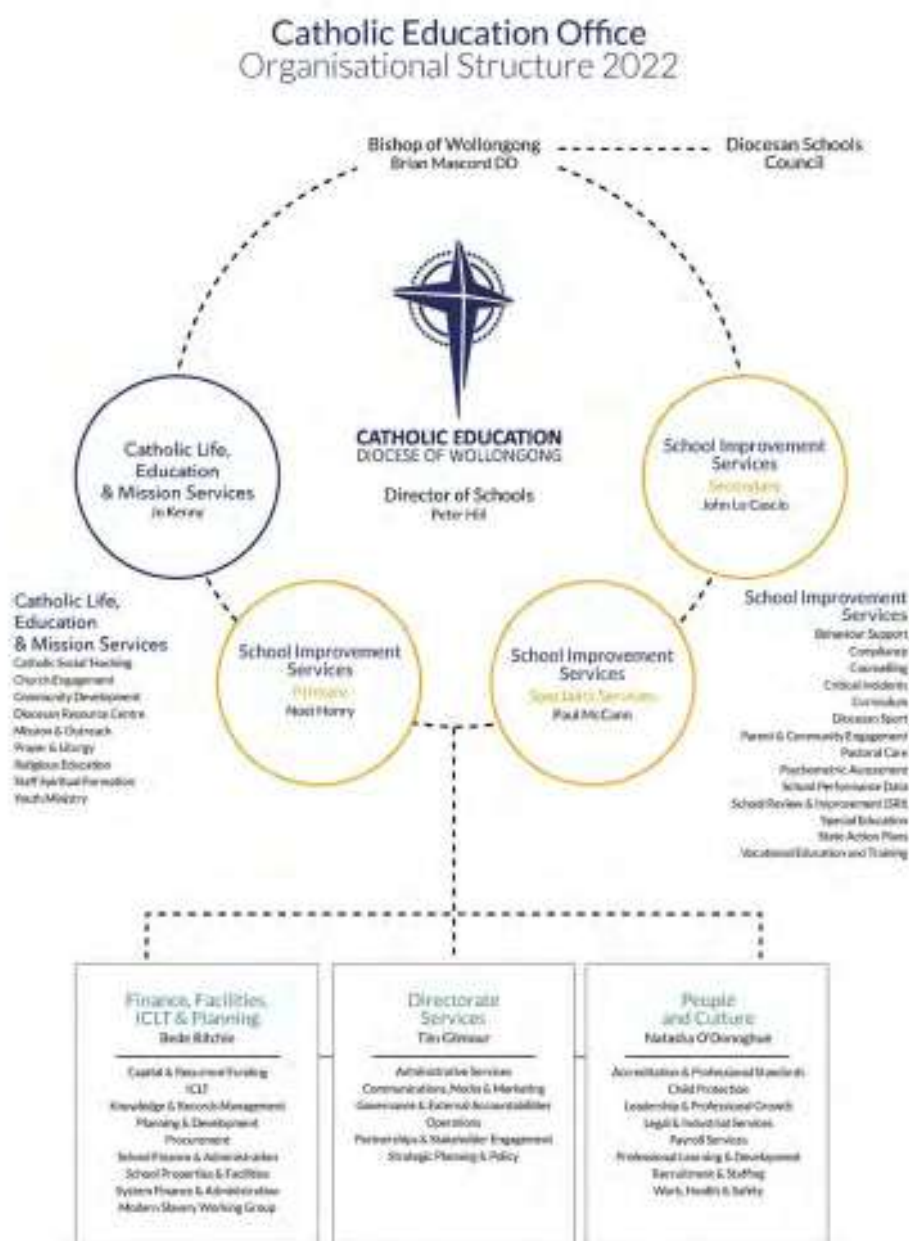 Catholic Education Office
Organisational Structure 2022
Bishop of Wollongong
Brian Mascord DD
Diocesan Schools
Council
CATHOLIC EDUCATION
DIOCESE OF WOLLONGONG
Director of Schools
Peter Hill
Catholic Life,
Education
& Mission Services
Jo Kenny
School Improvement
Services
Secondary
John Lo Cascio
School Improvement
Services
Primary
Noel Henry
School Improvement
Services
Specialist Services
Paul McCann
Catholic Life,
Education
& Mission Services
Catholic Social Teaching
Church Engagement
Community Development
Diocesan Resource Centre
Mission & Outreach
Prayer & Liturgy
Religious Education
Staff Spiritual Formation
Youth Ministry
School Improvement
Services
Behaviour Support
Compliance
Counselling
Critical Incidents
Curriculum
Diocesan Sport
Parent & Community Engagement
Pastoral Care
Psychometric Assessment
School Performance Data
School Review & Improvement (SRI)
Special Education
State Action Plans
Vocational Education and Training
Finance, Facilities,
ICLT & Planning
Bede Ritchie
Capital & Recurrent Funding
ICLT
Knowledge & Records Management
Planning & Development
Procurement
School Finance & Administration
School Properties & Facilities
System Finance & Administration
Modern Slavery Working Group
Directorate
Services
Tim Gilmour
Administrative Services
Communications, Media & Marketing
Governance & External Accountabilities
Operations
Partnerships & Stakeholder Engagement
Strategic Planning & Policy
People
and Culture
Natasha O'Donoghue
Accreditation & Professional Standards
Child Protection
Leadership & Professional Growth
Legal & Industrial Services
Payroll Services
Professional Learning & Development
Recruitment & Staffing
Work, Health & Safety